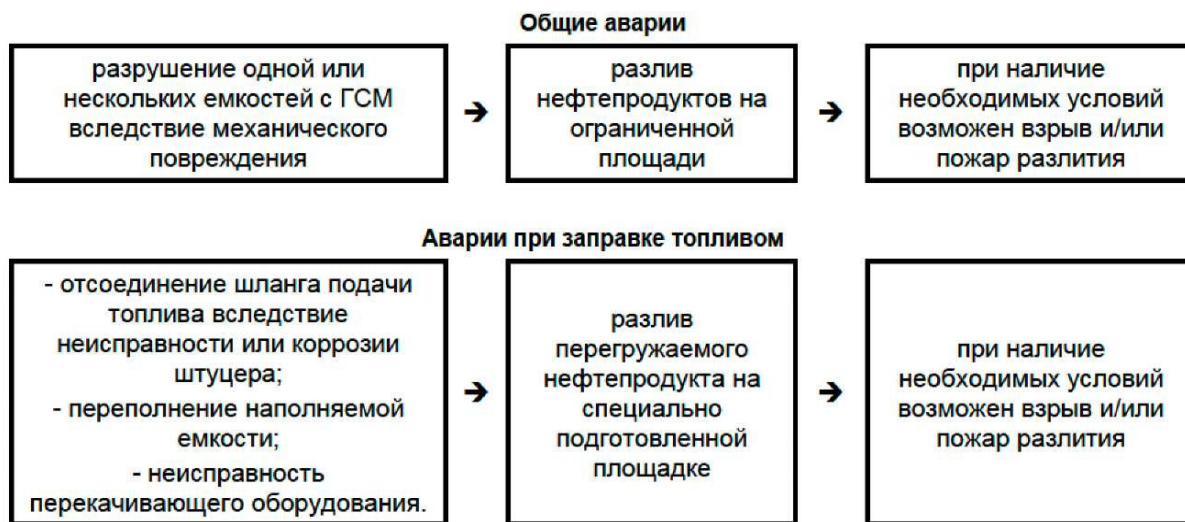 Общие аварии
разрушение одной или
нескольких емкостей с ГСМ
вследствие механического
повреждения
➔
разлив
нефтепродуктов на
ограниченной
площади
➔
при наличие
необходимых условий
возможен взрыв и/или
пожар разлития
Аварии при заправке топливом
- отсоединение шланга подачи
топлива вследствие
неисправности или коррозии
штуцера;
- переполнение наполняемой
емкости;
- неисправность
перекачивающего оборудования.
➔
разлив
перегружаемого
нефтепродукта на
специально
подготовленной
площадке
➔
при наличие
необходимых условий
возможен взрыв и/или
пожар разлития